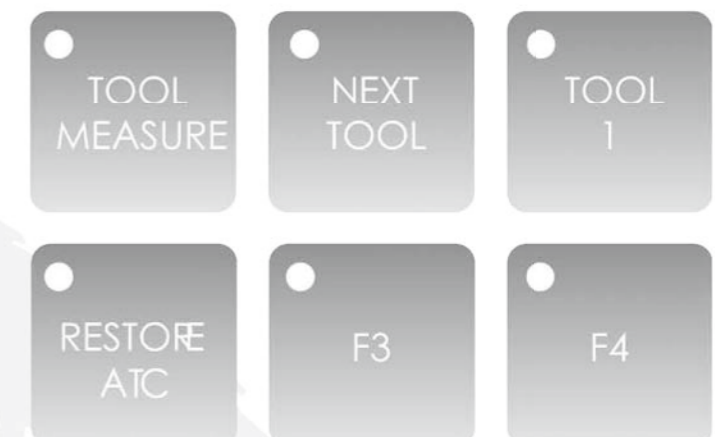 TOOL
MEASURE
NEXT
TOOL
TOOL
1
RESTORE
ATC
F3
F4